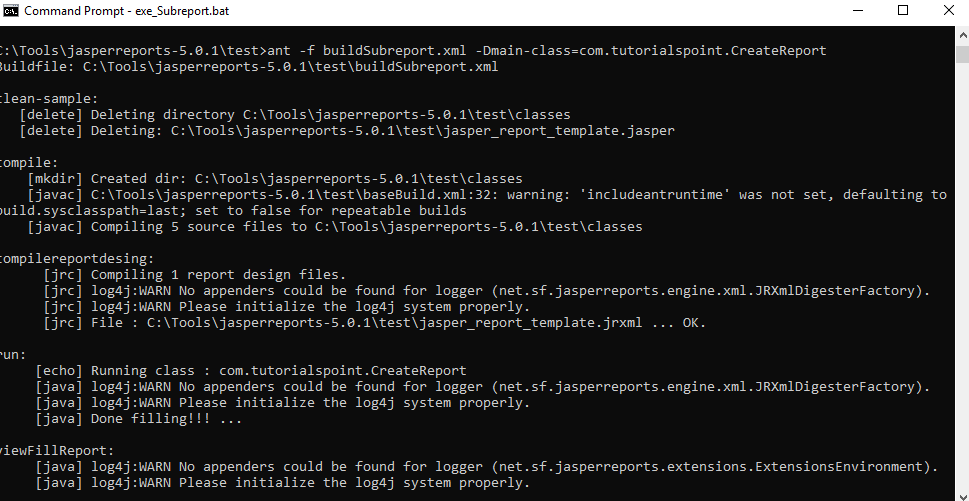 Command Prompt - exe_Subreport.bat
C:\Tools\jasperreports-5.0.1\test>ant -f buildSubreport.xml -Dmain-class=com.tutorialspoint.CreateReport
Buildfile: C:\Tools\jasperreports-5.0.1\test\buildSubreport.xml
clean-sample:
[delete] Deleting directory C:\Tools\jasperreports-5.0.1\test\classes
[delete] Deleting: C:\Tools\jasperreports-5.0.1\test\jasper_report_template.jasper
compile:
[mkdir] Created dir: C:\Tools\jasperreports-5.0.1\test\classes
[javac] C:\Tools\jasperreports-5.0.1\test\baseBuild.xml:32: warning: 'includeantruntime' was not set, defaulting to
build.sysclasspath=last; set to false for repeatable builds
[javac] Compiling 5 source files to C:\Tools\jasperreports-5.0.1\test\classes
compilereportdesing:
[jrc] Compiling 1 report design files.
[jrc] log4j:WARN No appenders could be found for logger (net.sf.jasperreports.engine.xml.JRXmlDigesterFactory).
[jrc] log4j:WARN Please initialize the log4j system properly.
[jrc] File : C:\Tools\jasperreports-5.0.1\test\jasper_report_template.jrxml ... OK.
run:
[echo] Running class : com.tutorialspoint.CreateReport
[java] log4j:WARN No appenders could be found for logger (net.sf.jasperreports.engine.xml.JRXmlDigesterFactory).
[java] log4j:WARN Please initialize the log4j system properly.
[java] Done filling!!! ...
viewFillReport:
[java] log4j:WARN No appenders could be found for logger (net.sf.jasperreports.extensions.ExtensionsEnvironment).
[java] log4j:WARN Please initialize the log4j system properly.